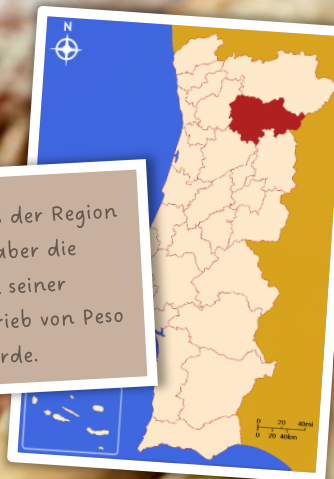 N
der Region
aber die
seiner
rieb von Peso
rde.
0 20 40mi
0 20 40km